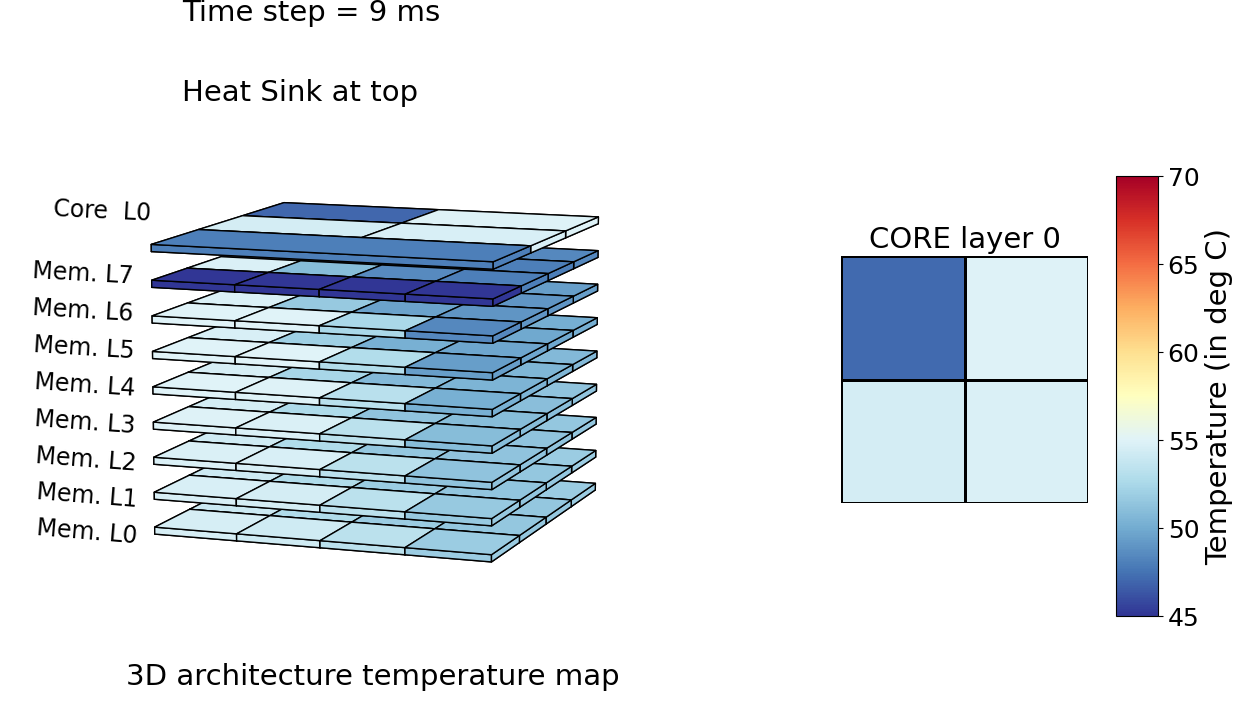 Time step = 9 ms
Heat Sink at top
Core  L0
Mem. L7
Mem. L6
Mem. L5
Mem. L4
Mem. L3
Mem. L2
Mem. L1
Mem. L0
3D architecture temperature map
CORE layer 0
70
65
60
55
50
45
Temperature (in deg C)